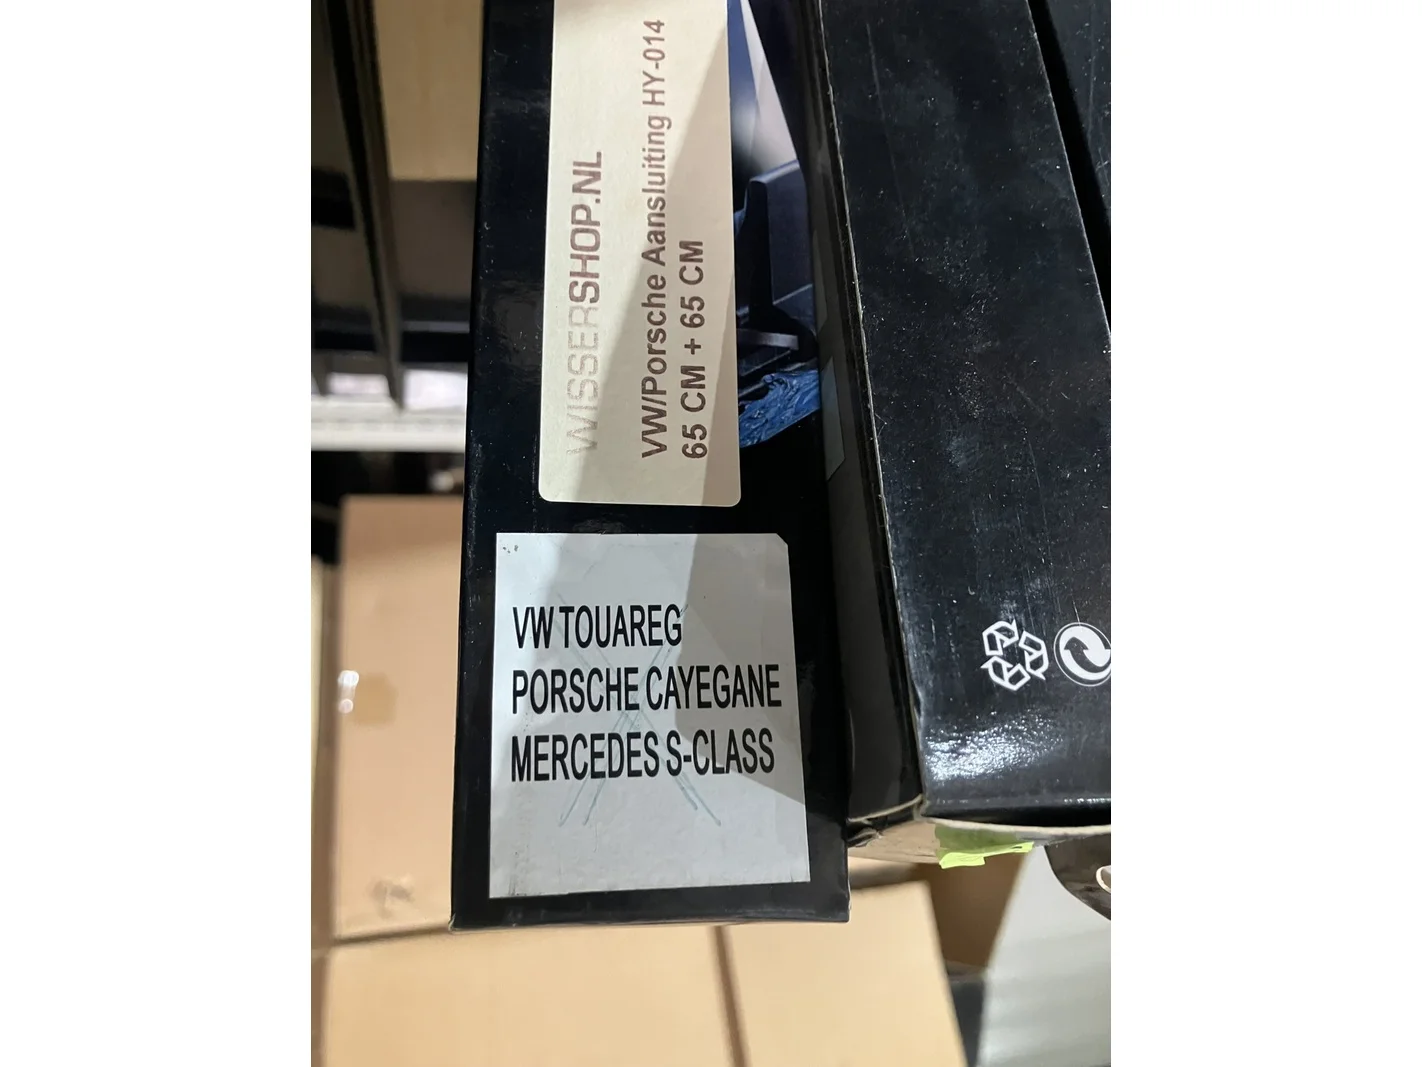 WISSERSHOP.NL
VW/Porsche Aansluiting HY-014
65 CM + 65 CM
VW TOUAREG
PORSCHE CAYEGANE
MERCEDES S-CLASS